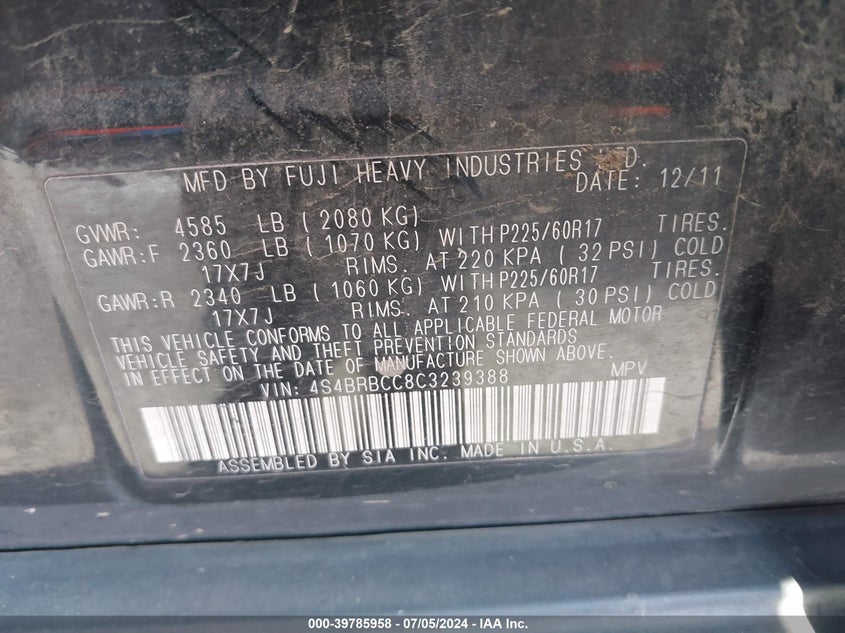 MFD BY FUJI HEAVY INDUSTRIES LTD.
DATE: 12/11
GVWR: 4585 LB ( 2080 KG)
GAWR:F 2360 LB ( 1070 KG) WITH P225/60R17 TIRES.
17X7J RIMS. AT 220 KPA ( 32 PSI) COLD
GAWR:R 2340 LB ( 1060 KG) WITH P225/60R17 TIRES.
17X7J RIMS. AT 210 KPA ( 30 PSI) COLD
THIS VEHICLE CONFORMS TO ALL APPLICABLE FEDERAL MOTOR
VEHICLE SAFETY AND THEFT PREVENTION STANDARDS
IN EFFECT ON THE DATE OF MANUFACTURE SHOWN ABOVE.
VIN: 4S4BRBCC8C3239388 MPV
ASSEMBLED BY SIA INC. MADE IN U.S.A.
000-39785958 - 07/05/2024 - IAA Inc.